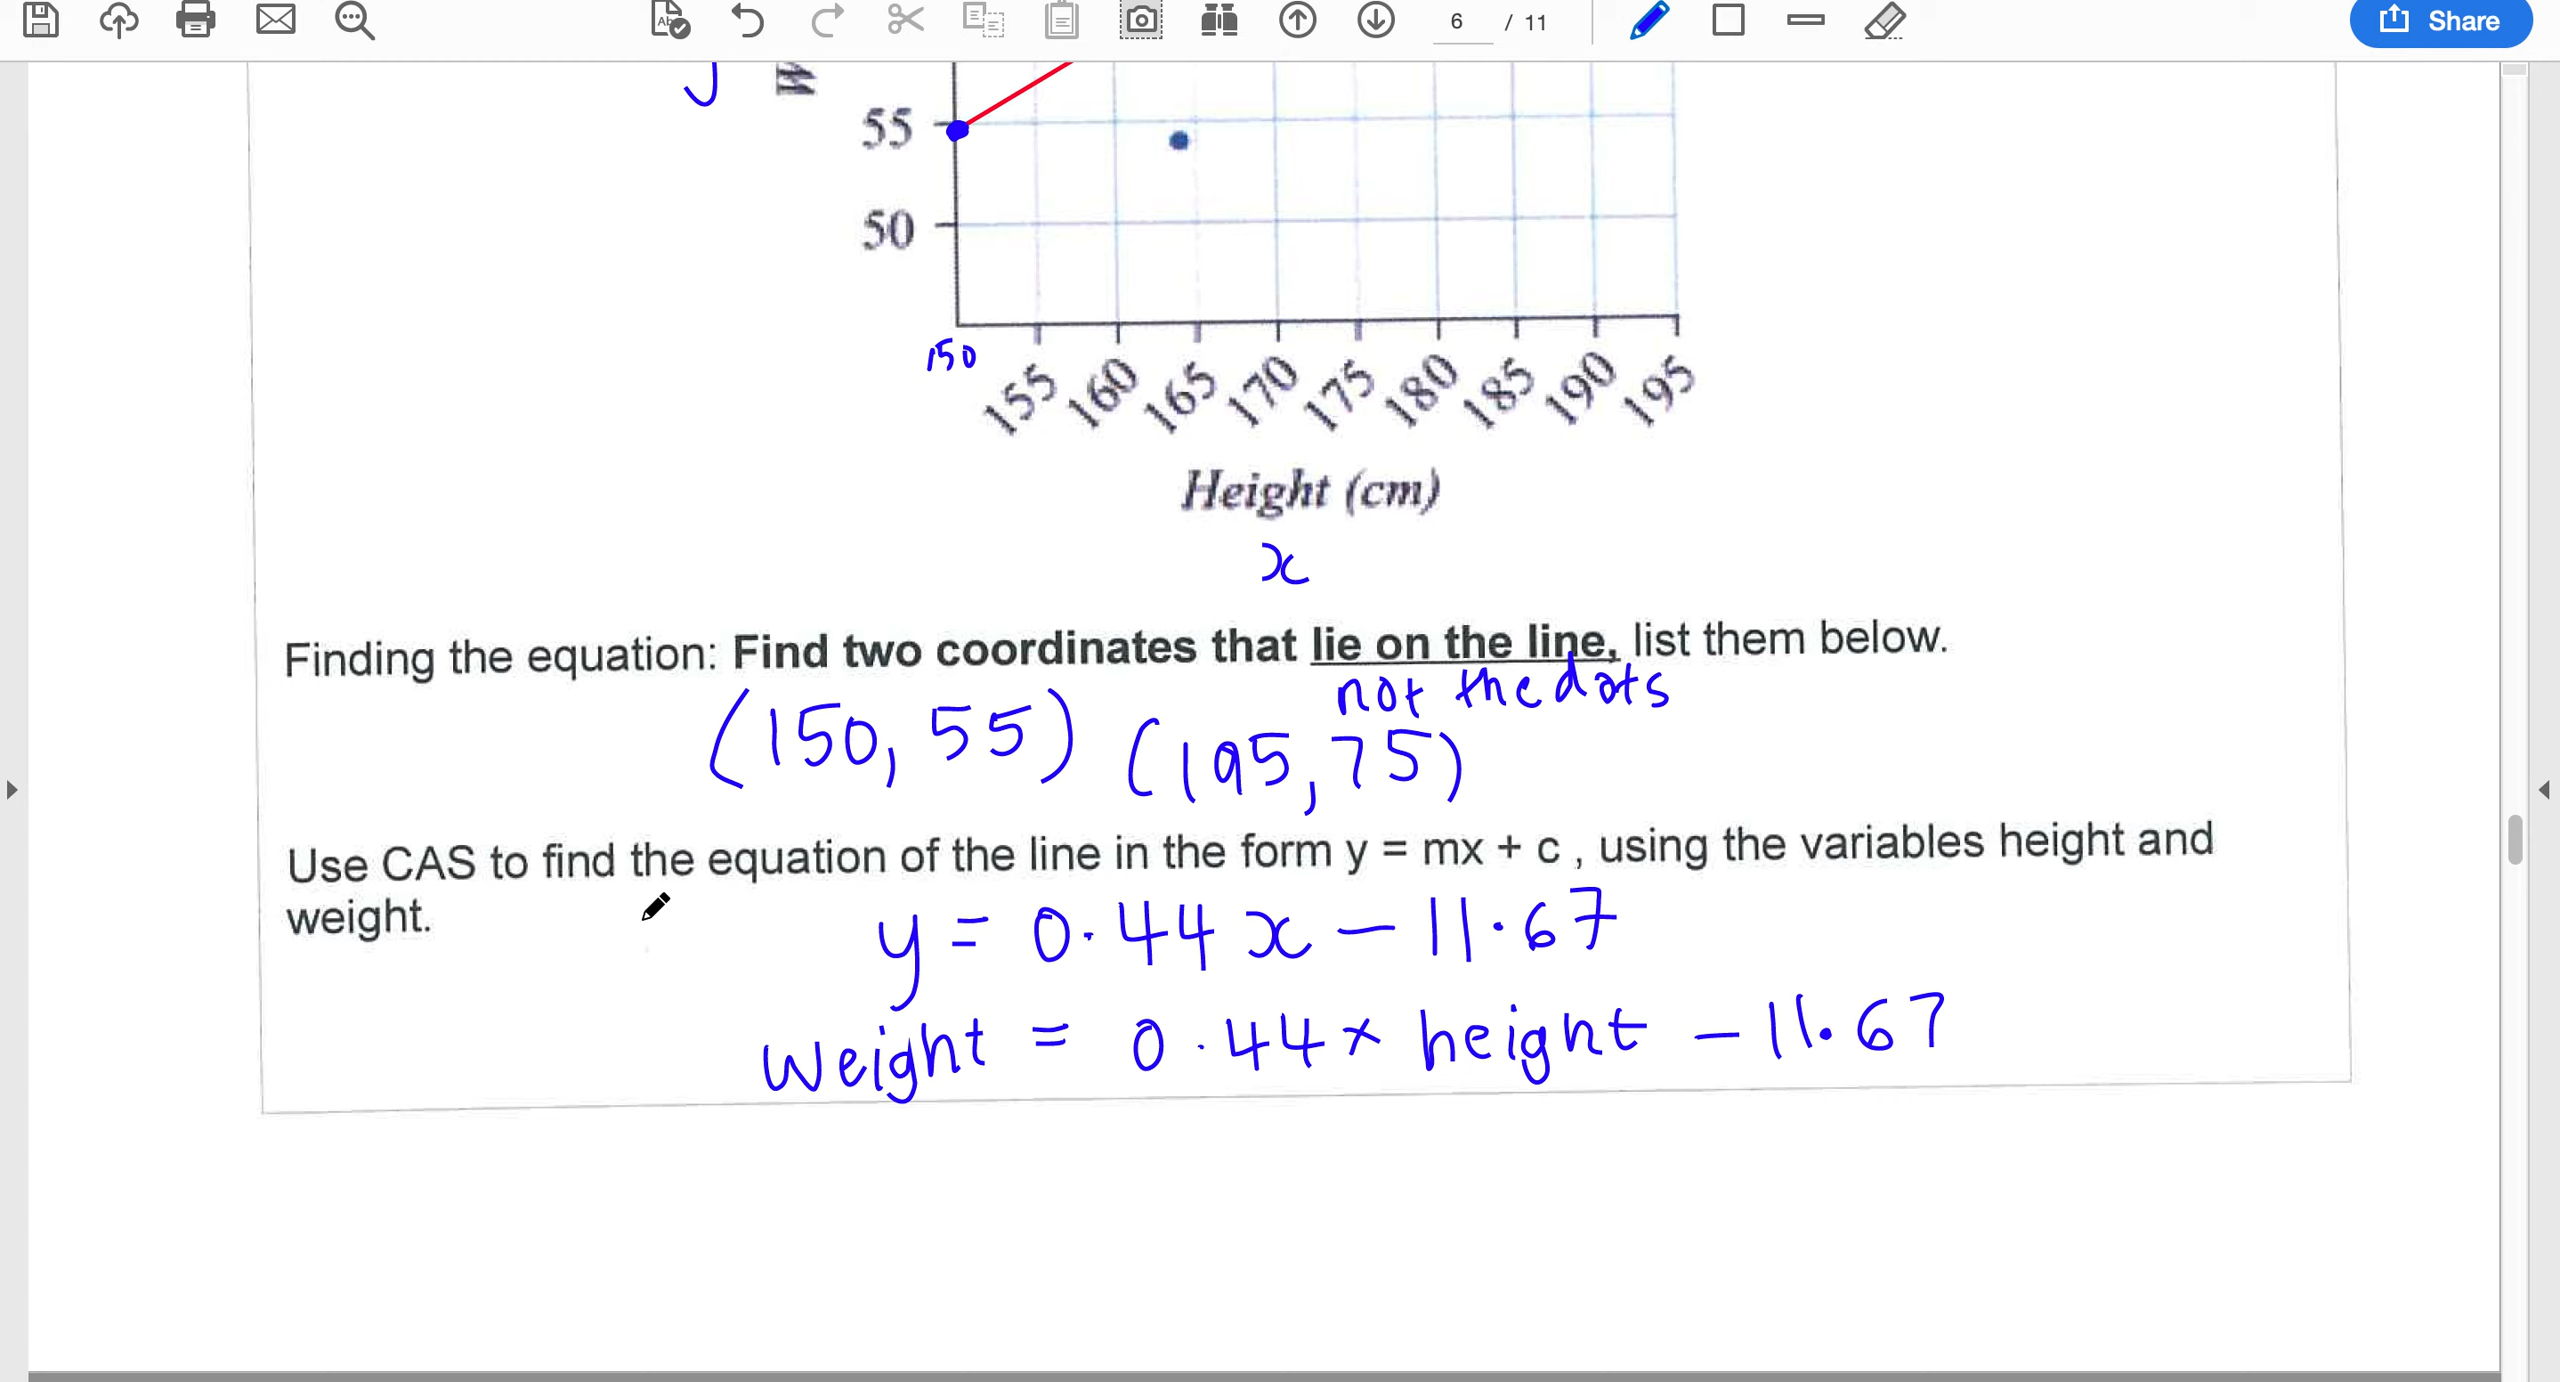 6 / 11
Share
y
W
55
50
150
155 160 165 170 175 180 185 190 195
Height (cm)
x
Finding the equation: Find two coordinates that lie on the line, list them below.
not the dots
(150, 55) (195, 75)
Use CAS to find the equation of the line in the form y = mx + c , using the variables height and
weight.
y = 0.44 x - 11.67
Weight = 0.44 x height - 11.67